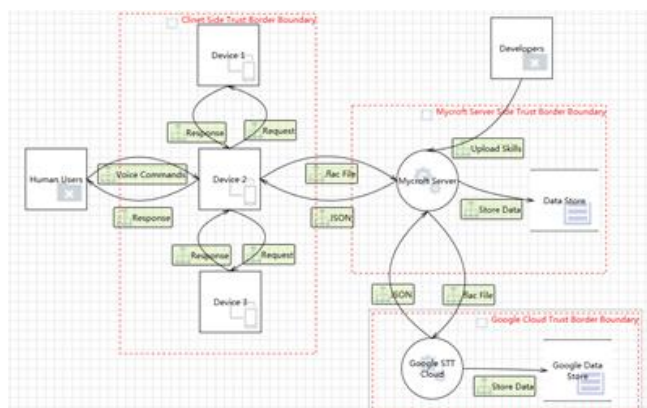 Clinet Side Trust Border Boundary
Device 1
Developers
Mycroft Server Side Trust Border Boundary
Response
Request
Upload Skills
Human Users
Voice Commands
Device 2
.flac File
Mycroft Server
Response
JSON
Store Data
Data Store
Response
Request
Device 3
JSON
.flac File
Google Cloud Trust Border Boundary
Google STT
Cloud
Google Data
Store
Store Data